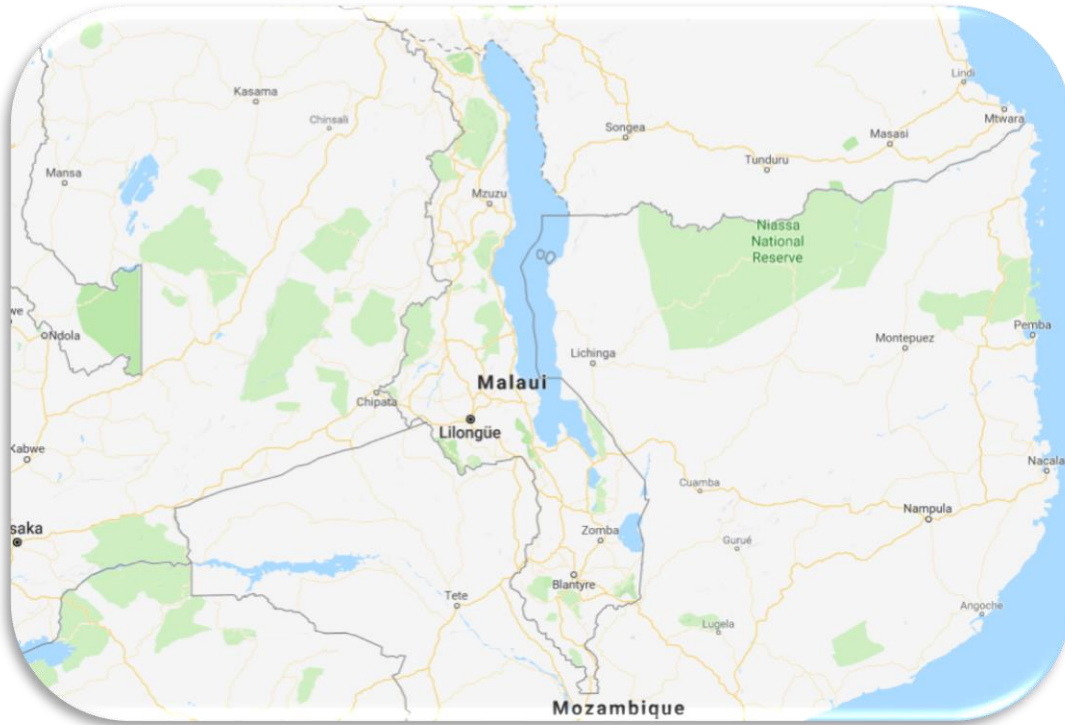 Lindi
Kasama
Mtwara
Chinsali
Songea
Masasi
Tunduru
Mansa
Mzuzu
Niassa
National
Reserve
we
Ndola
Pemba
Montepuez
Lichinga
Malaui
Chipata
Lilongüe
Kabwe
Nacala
Cuamba
Nampula
saka
Zomba
Gurué
Blantyre
Tete
Angoche
Lugela
Mozambique